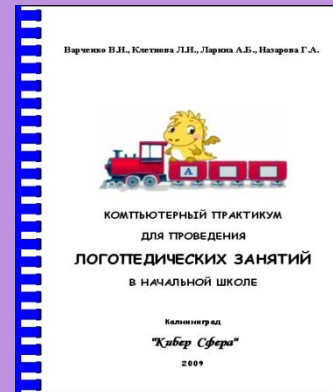 Варченко В.И., Клетнова Л.Н., Ларина А.Б., Назарова Г.А.
А
КОМПЬЮТЕРНЫЙ ПРАКТИКУМ
ДЛЯ ПРОВЕДЕНИЯ
ЛОГОПЕДИЧЕСКИХ ЗАНЯТИЙ
В НАЧАЛЬНОЙ ШКОЛЕ
Калининград
"Кибер Сфера"
2009